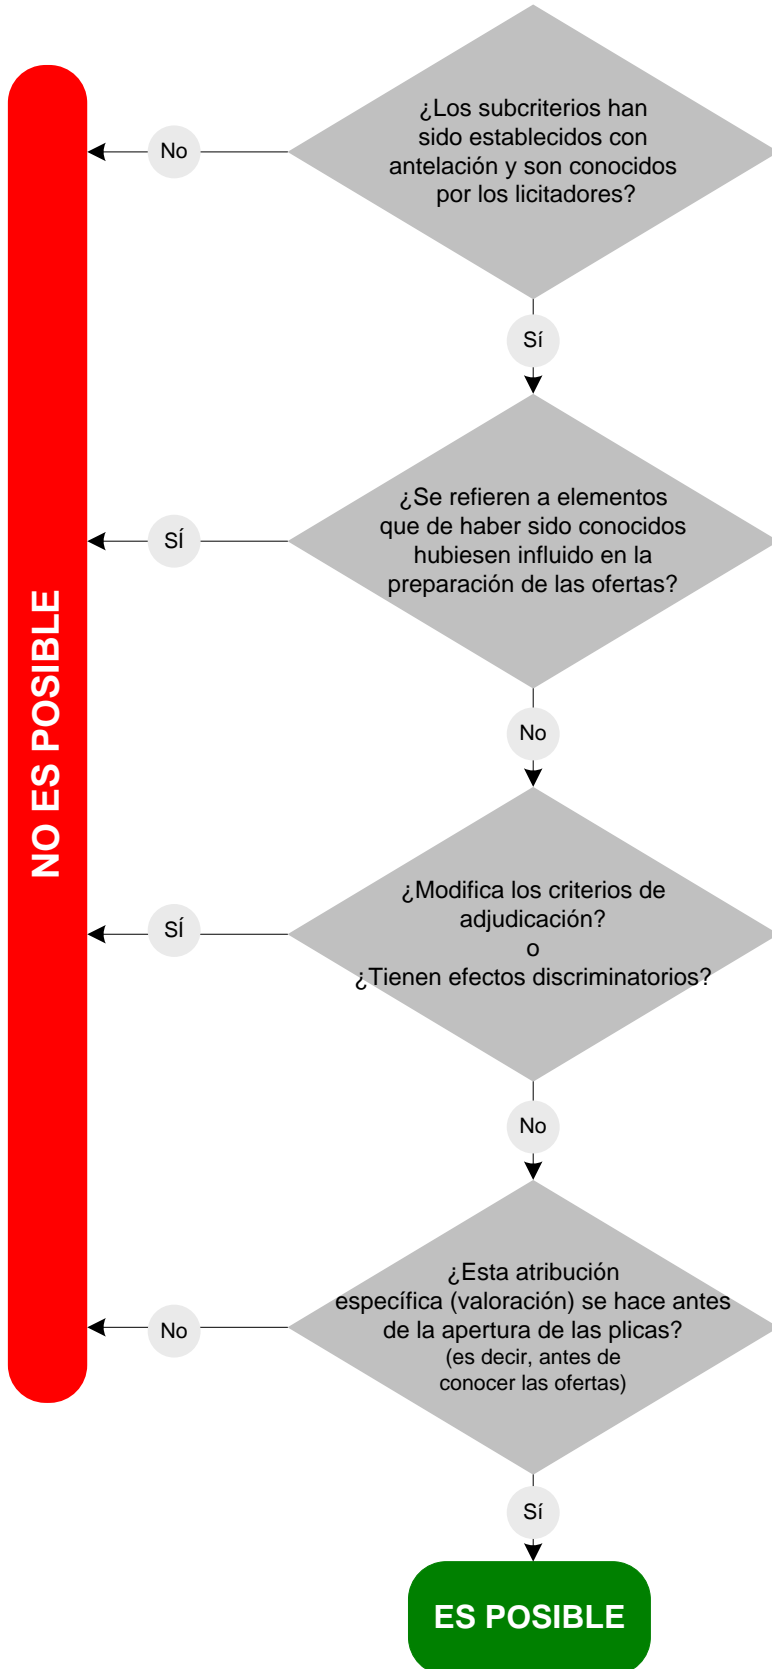 ¿Los subcriterios han
sido establecidos con
antelación y son conocidos
por los licitadores?
No
Sí
¿Se refieren a elementos
que de haber sido conocidos
hubiesen influido en la
preparación de las ofertas?
SÍ
No
NO ES POSIBLE
¿Modifica los criterios de
adjudicación?
o
¿Tienen efectos discriminatorios?
SÍ
No
¿Esta atribución
específica (valoración) se hace antes
de la apertura de las plicas?
(es decir, antes de
conocer las ofertas)
No
Sí
ES POSIBLE